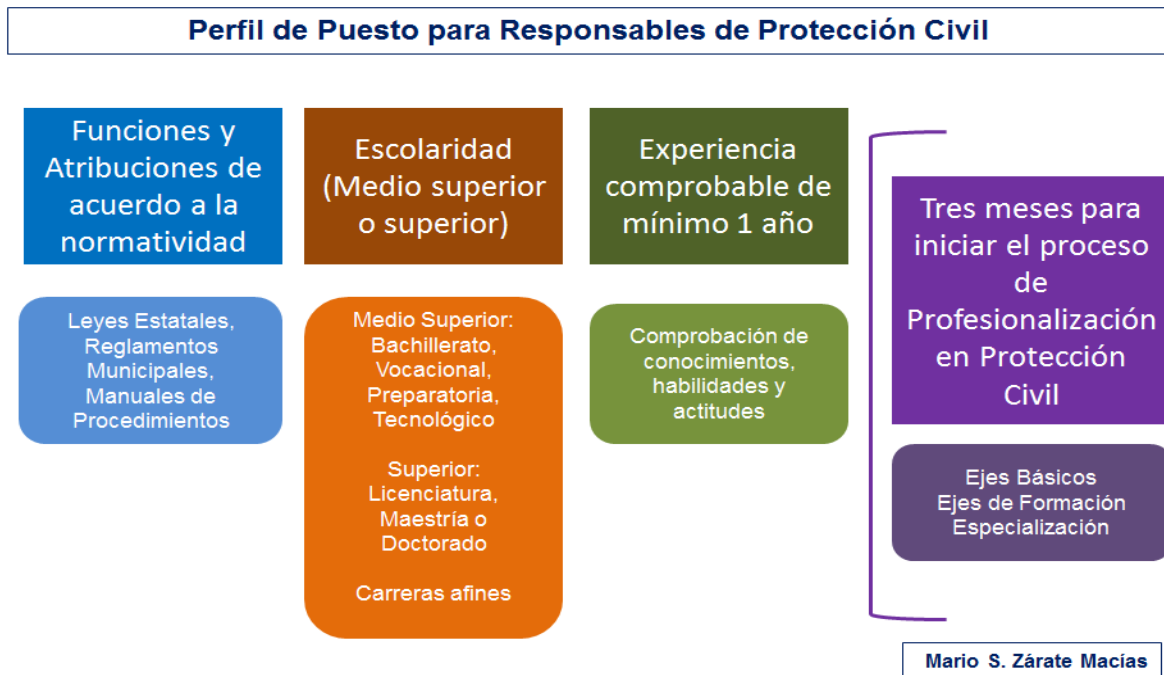 Perfil de Puesto para Responsables de Protección Civil
Funciones y
Atribuciones de
acuerdo a la
normatividad
Leyes Estatales,
Reglamentos
Municipales,
Manuales de
Procedimientos
Escolaridad
(Medio superior
o superior)
Medio Superior:
Bachillerato,
Vocacional,
Preparatoria,
Tecnológico
Superior:
Licenciatura,
Maestría o
Doctorado
Carreras afines
Experiencia
comprobable de
mínimo 1 año
Comprobación de
conocimientos,
habilidades y
actitudes
Tres meses para
iniciar el proceso
de
Profesionalización
en Protección
Civil
Ejes Básicos
Ejes de Formación
Especialización
Mario S. Zárate Macías